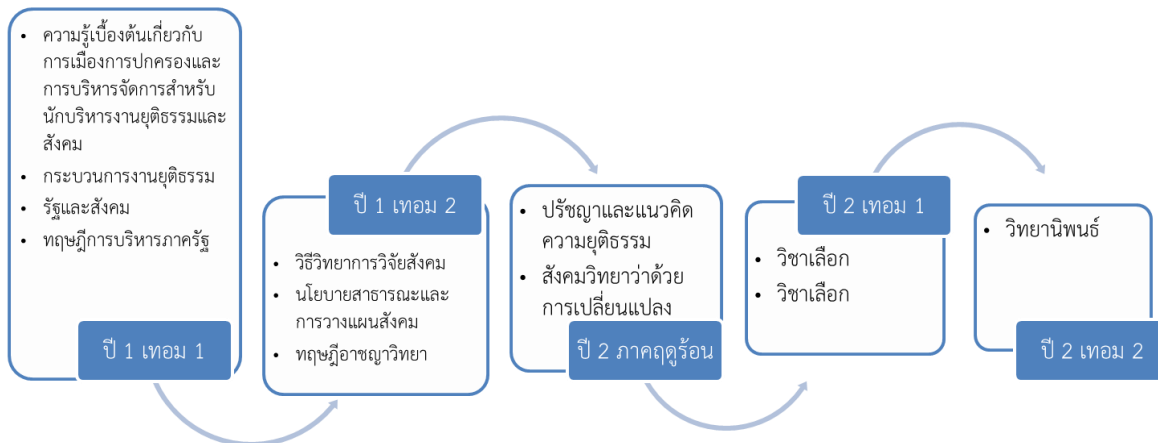 • ความรู้เบื้องต้นเกี่ยวกับ
การเมืองการปกครองและ
การบริหารจัดการสำหรับ
นักบริหารงานยุติธรรมและ
สังคม
• กระบวนการงานยุติธรรม
• รัฐและสังคม
• ทฤษฎีการบริหารภาครัฐ
ปี 1 เทอม 1
ปี 1 เทอม 2
• วิธีวิทยาการวิจัยสังคม
• นโยบายสาธารณะและ
การวางแผนสังคม
• ทฤษฎีอาชญาวิทยา
• ปรัชญาและแนวคิด
ความยุติธรรม
• สังคมวิทยาว่าด้วย
การเปลี่ยนแปลง
ปี 2 ภาคฤดูร้อน
ปี 2 เทอม 1
• วิชาเลือก
• วิชาเลือก
• วิทยานิพนธ์
ปี 2 เทอม 2